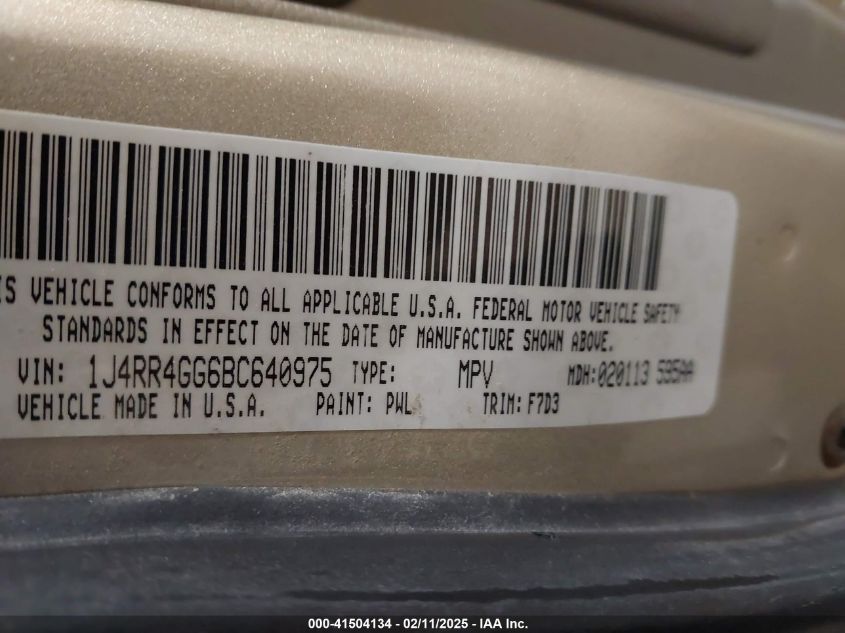 IS VEHICLE CONFORMS TO ALL APPLICABLE U.S.A. FEDERAL MOTOR VEHICLE SAFETY
STANDARDS IN EFFECT ON THE DATE OF MANUFACTURE SHOWN ABOVE.
VIN: 1J4RR4GG6BC640975 TYPE: MPV MDH:020113 595AA
VEHICLE MADE IN U.S.A. PAINT: PWL TRIM: F7D3
000-41504134 - 02/11/2025 - IAA Inc.